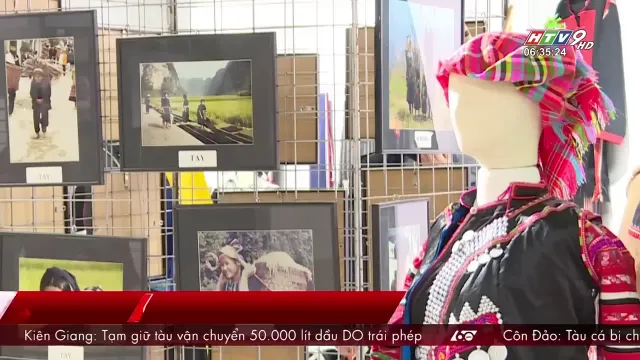 HTV9 HD
06:35:24
TAY
Kiên Giang: Tạm giữ tàu vận chuyển 50.000 lít dầu DO trái phép
Côn Đảo: Tàu cá bị ch